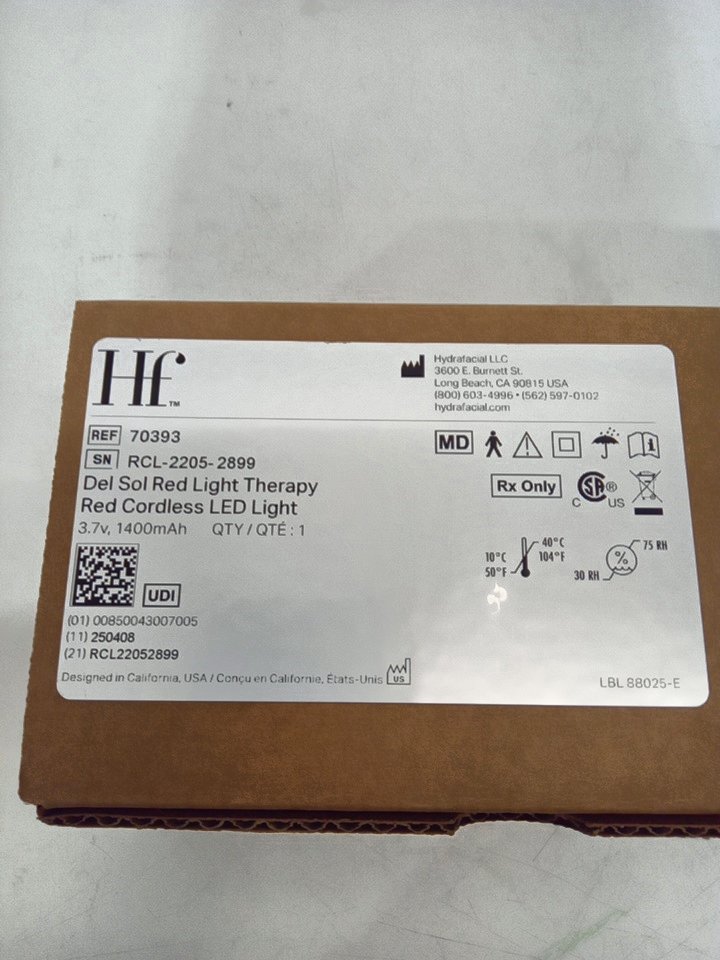 Hf™
Hydrafacial LLC
3600 E. Burnett St.
Long Beach, CA 90815 USA
(800) 603-4996 • (562) 597-0102
hydrafacial.com
REF 70393
SN RCL-2205-2899
Del Sol Red Light Therapy
Red Cordless LED Light
3.7v, 1400mAh QTY / QTÉ : 1
MD
Rx Only
C SA® US
10°C
50°F
40°C
104°F
%
75 RH
30 RH
UDI
(01) 00850043007005
(11) 250408
(21) RCL22052899
Designed in California, USA / Conçu en Californie, États-Unis
US
LBL 88025-E